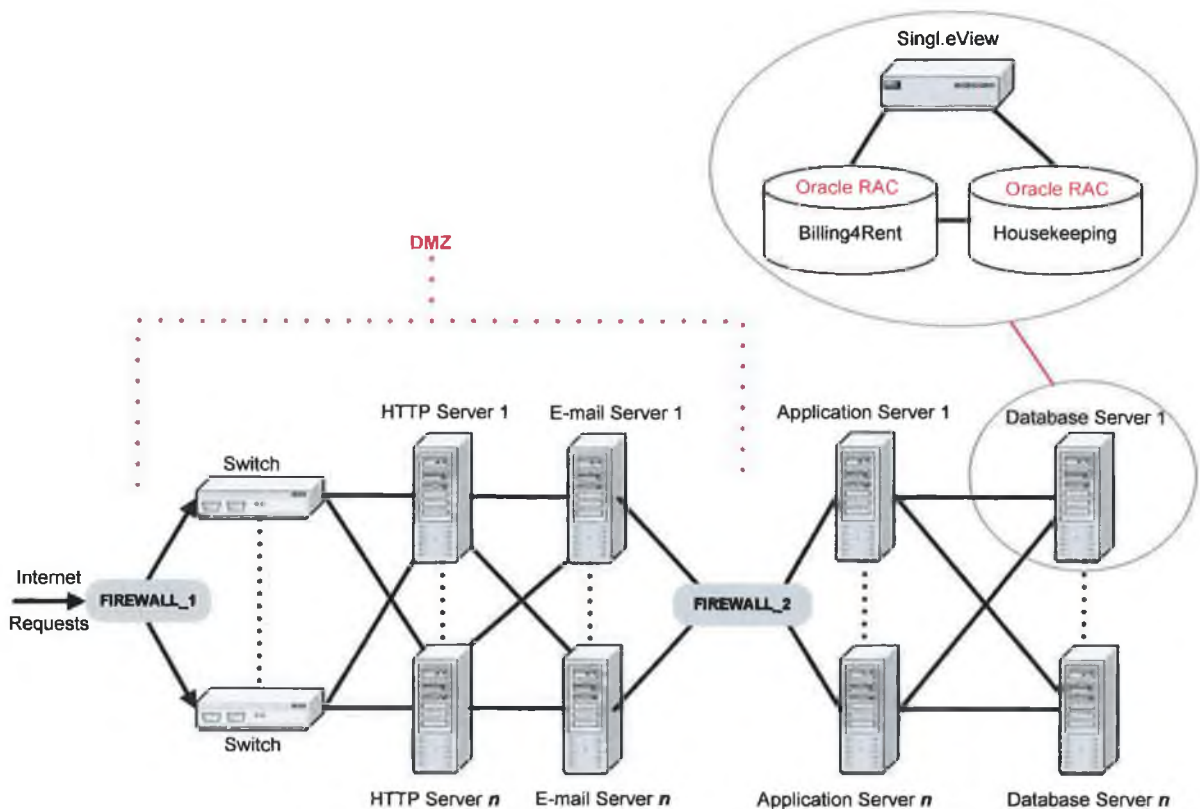 Singl.eView
Oracle RAC
Oracle RAC
Billing4Rent
Housekeeping
DMZ
HTTP Server 1
E-mail Server 1
Application Server 1
Database Server 1
Switch
Internet
Requests
FIREWALL_1
FIREWALL_2
Switch
HTTP Server n
E-mail Server n
Application Server n
Database Server n